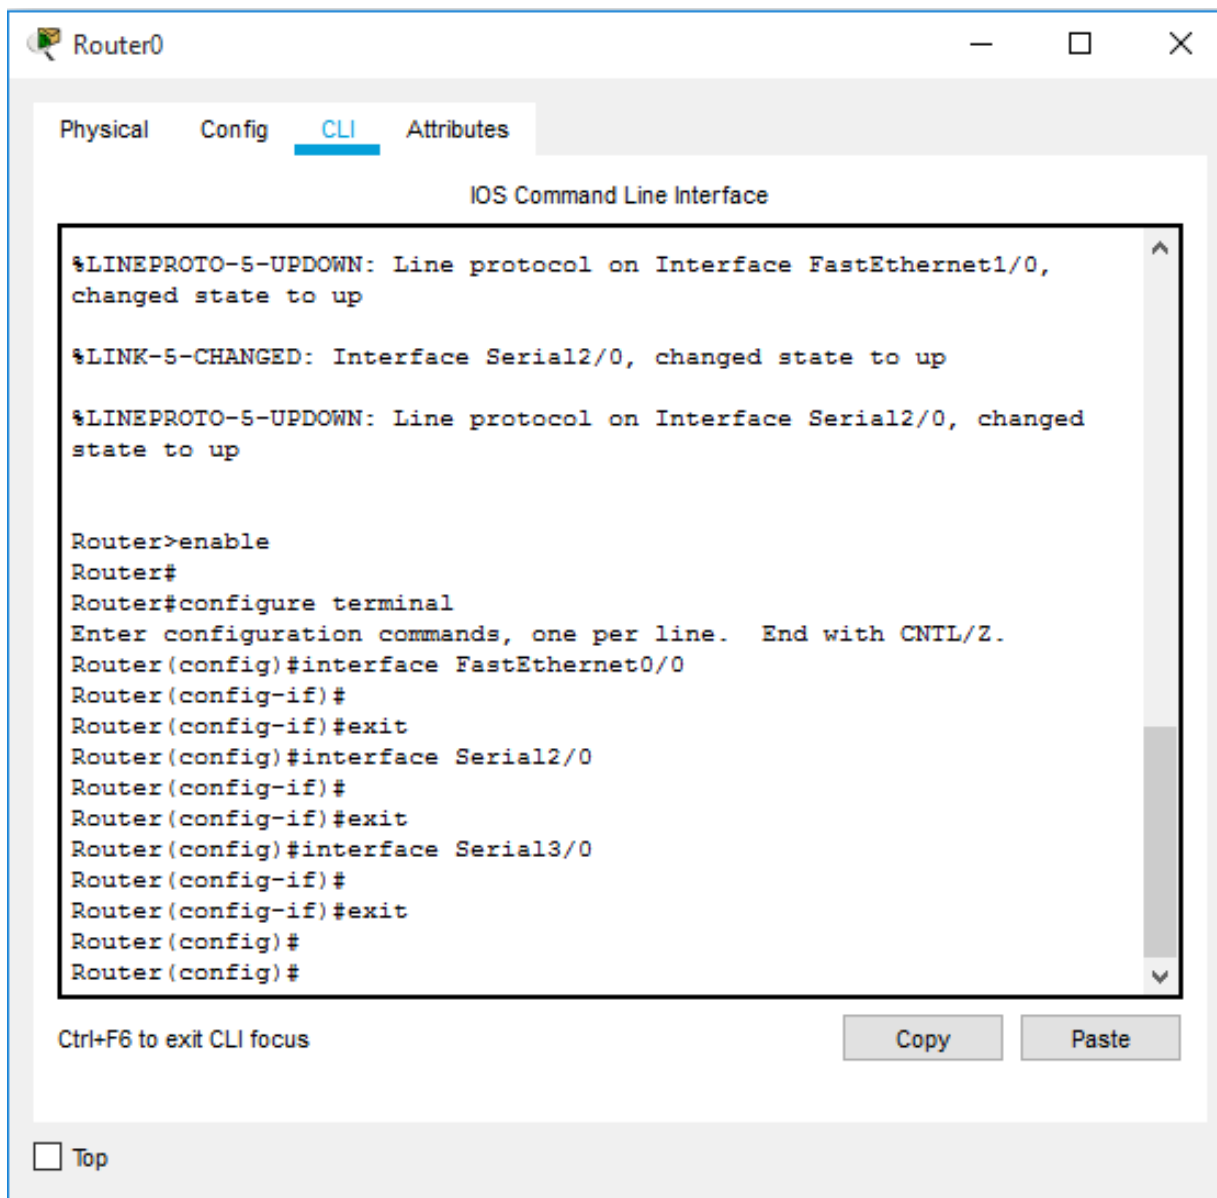 Router0
Physical Config CLI Attributes
IOS Command Line Interface
%LINEPROTO-5-UPDOWN: Line protocol on Interface FastEthernet1/0,
changed state to up
%LINK-5-CHANGED: Interface Serial2/0, changed state to up
%LINEPROTO-5-UPDOWN: Line protocol on Interface Serial2/0, changed
state to up
Router>enable
Router#
Router#configure terminal
Enter configuration commands, one per line.  End with CNTL/Z.
Router(config)#interface FastEthernet0/0
Router(config-if)#
Router(config-if)#exit
Router(config)#interface Serial2/0
Router(config-if)#
Router(config-if)#exit
Router(config)#interface Serial3/0
Router(config-if)#
Router(config-if)#exit
Router(config)#
Router(config)#
Ctrl+F6 to exit CLI focus
Copy Paste
Top